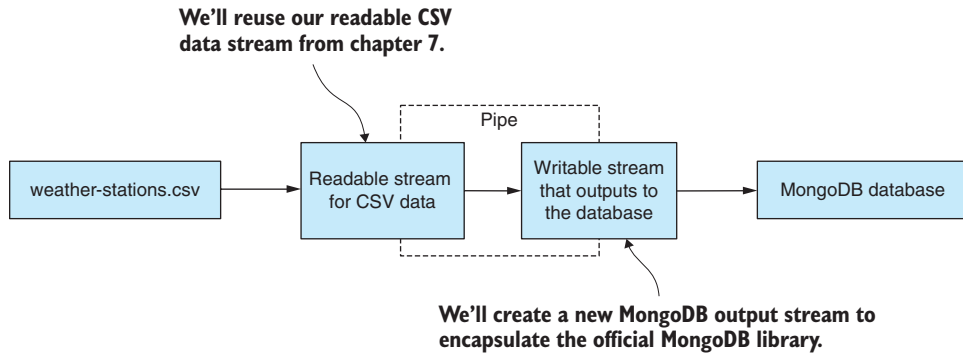 We'll reuse our readable CSV
data stream from chapter 7.
Pipe
weather-stations.csv
Readable stream
for CSV data
Writable stream
that outputs to
the database
MongoDB database
We'll create a new MongoDB output stream to
encapsulate the official MongoDB library.